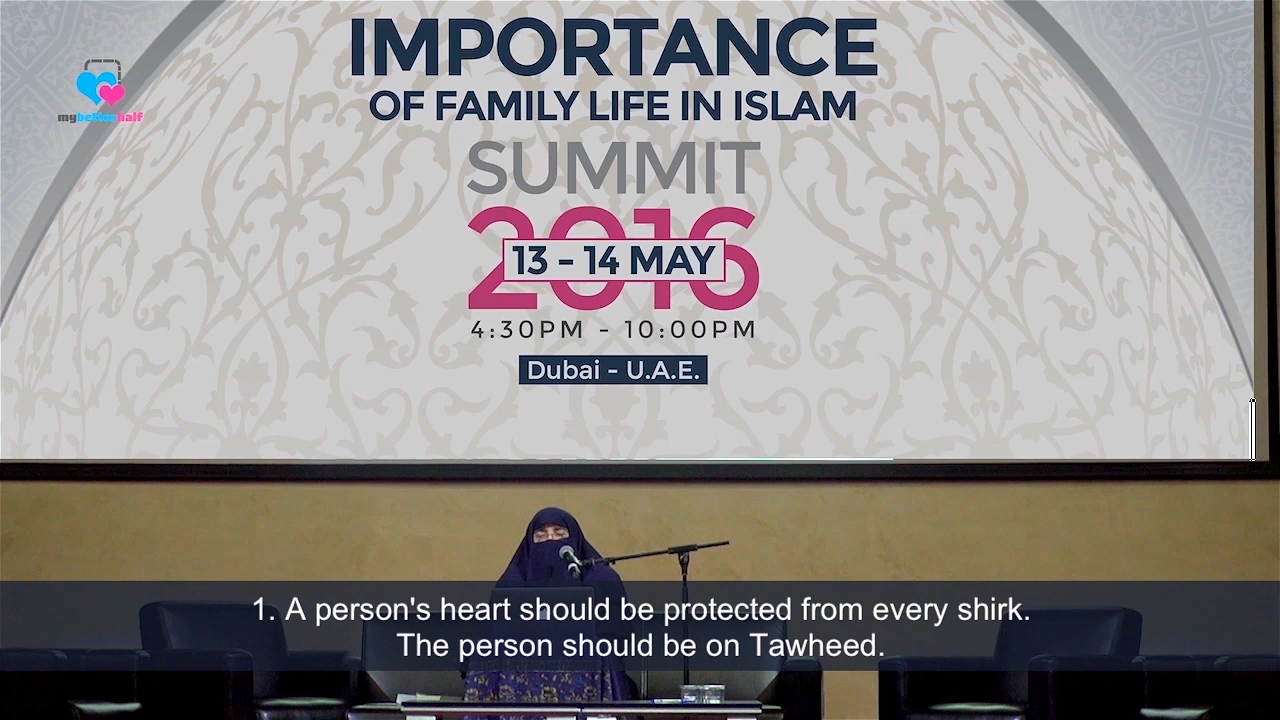 IMPORTANCE
OF FAMILY LIFE IN ISLAM
mybetterhalf
SUMMIT
2016
13 - 14 MAY
4:30PM - 10:00PM
Dubai - U.A.E.
1. A person's heart should be protected from every shirk.
The person should be on Tawheed.